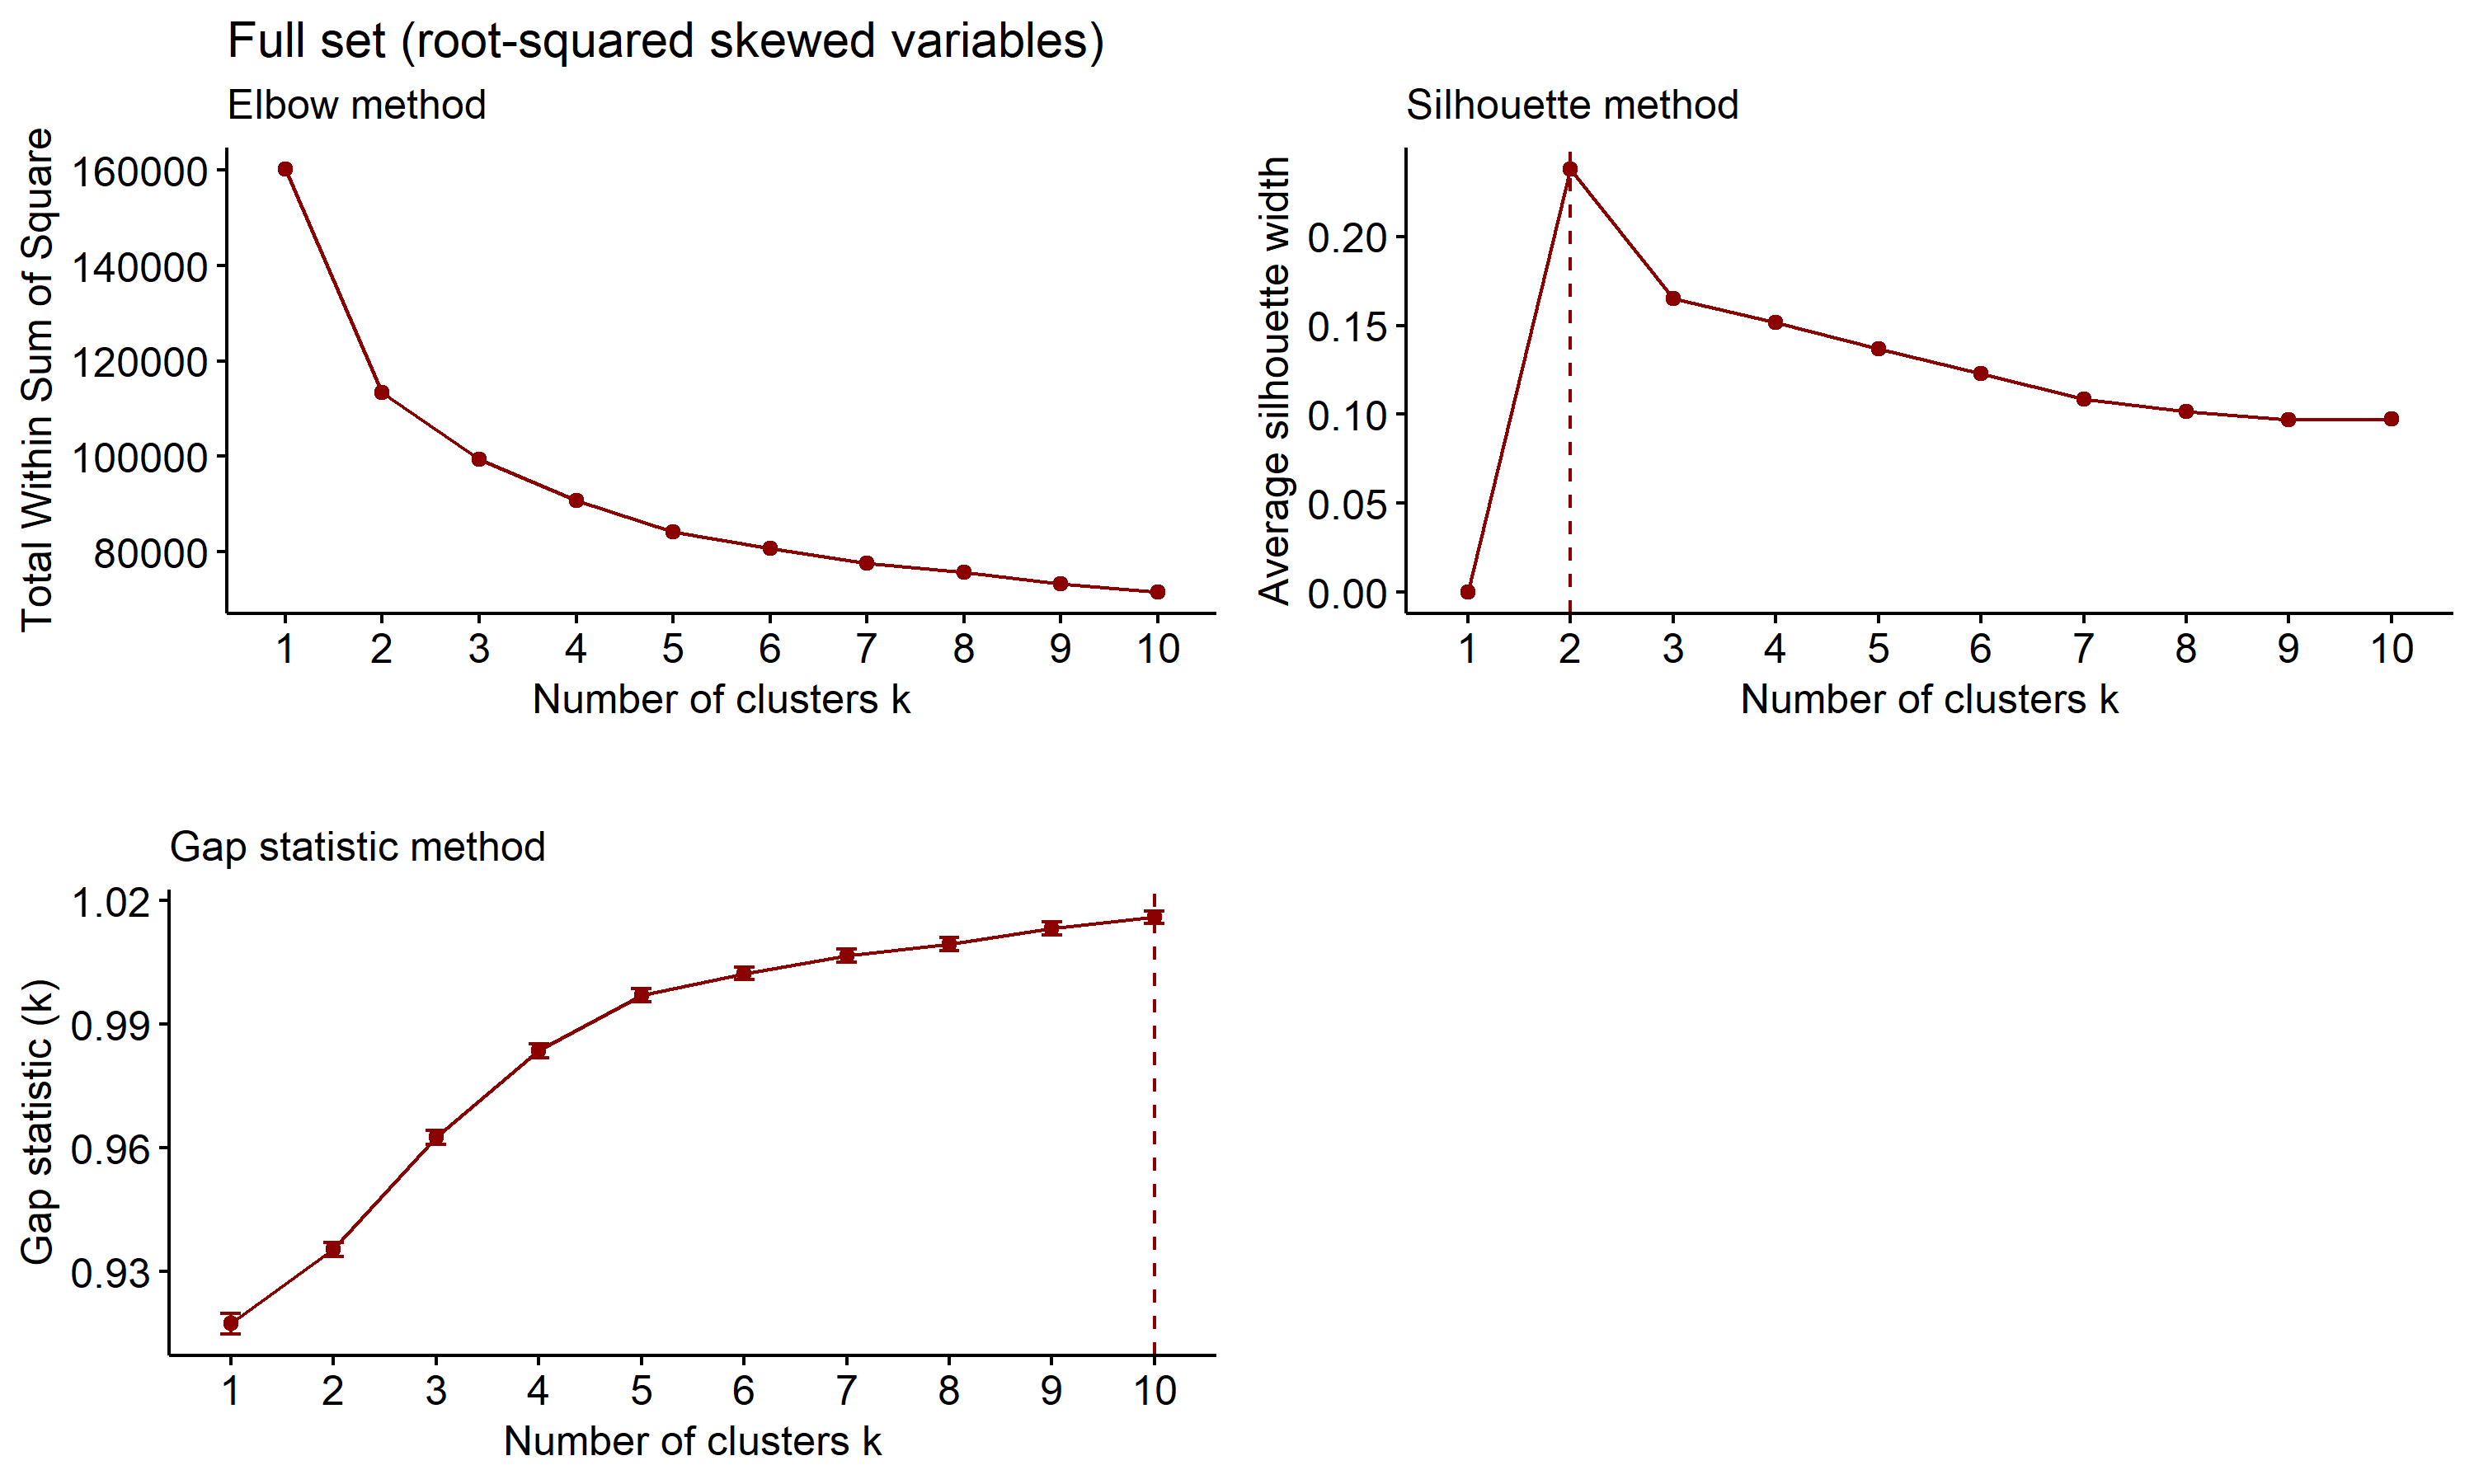 Full set (root-squared skewed variables)
Elbow method
Total Within Sum of Square
160000
140000
120000
100000
80000
1 2 3 4 5 6 7 8 9 10
Number of clusters k
Silhouette method
Average silhouette width
0.20
0.15
0.10
0.05
0.00
1 2 3 4 5 6 7 8 9 10
Number of clusters k
Gap statistic method
Gap statistic (k)
1.02
0.99
0.96
0.93
1 2 3 4 5 6 7 8 9 10
Number of clusters k